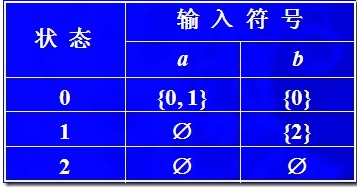 状 态 输 入 符 号
a b
0 {0, 1} {0}
1 ∅ {2}
2 ∅ ∅